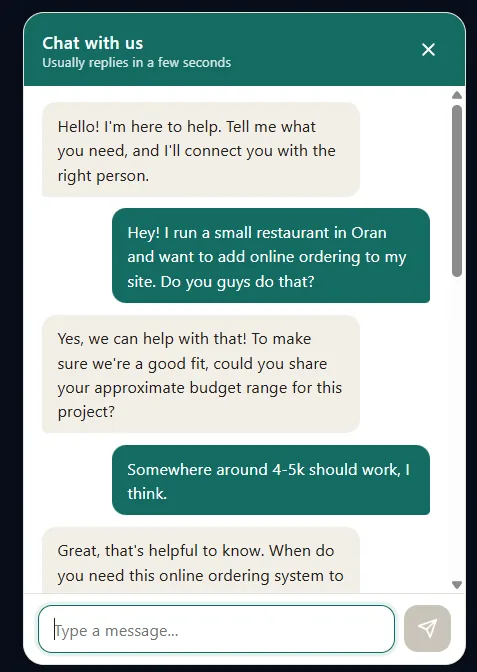 Chat with us
Usually replies in a few seconds
Hello! I'm here to help. Tell me what
you need, and I'll connect you with the
right person.
Hey! I run a small restaurant in Oran
and want to add online ordering to my
site. Do you guys do that?
Yes, we can help with that! To make
sure we're a good fit, could you share
your approximate budget range for this
project?
Somewhere around 4-5k should work, I
think.
Great, that's helpful to know. When do
you need this online ordering system to
Type a message...